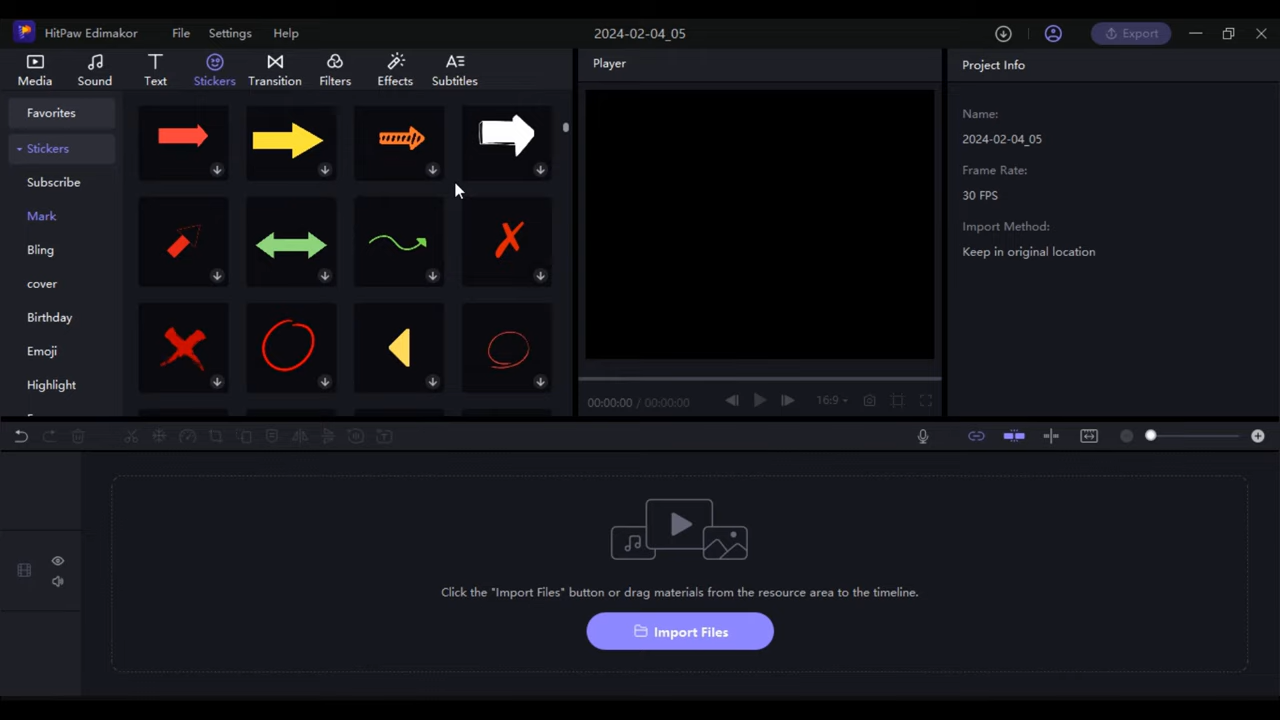 HitPaw Edimakor
File
Settings
Help
2024-02-04_05
Export
Media
Sound
Text
Stickers
Transition
Filters
Effects
Subtitles
Favorites
Stickers
Subscribe
Mark
Bling
cover
Birthday
Emoji
Highlight
Player
00:00:00 / 00:00:00
16:9
Project Info
Name:
2024-02-04_05
Frame Rate:
30 FPS
Import Method:
Keep in original location
Click the "Import Files" button or drag materials from the resource area to the timeline.
Import Files